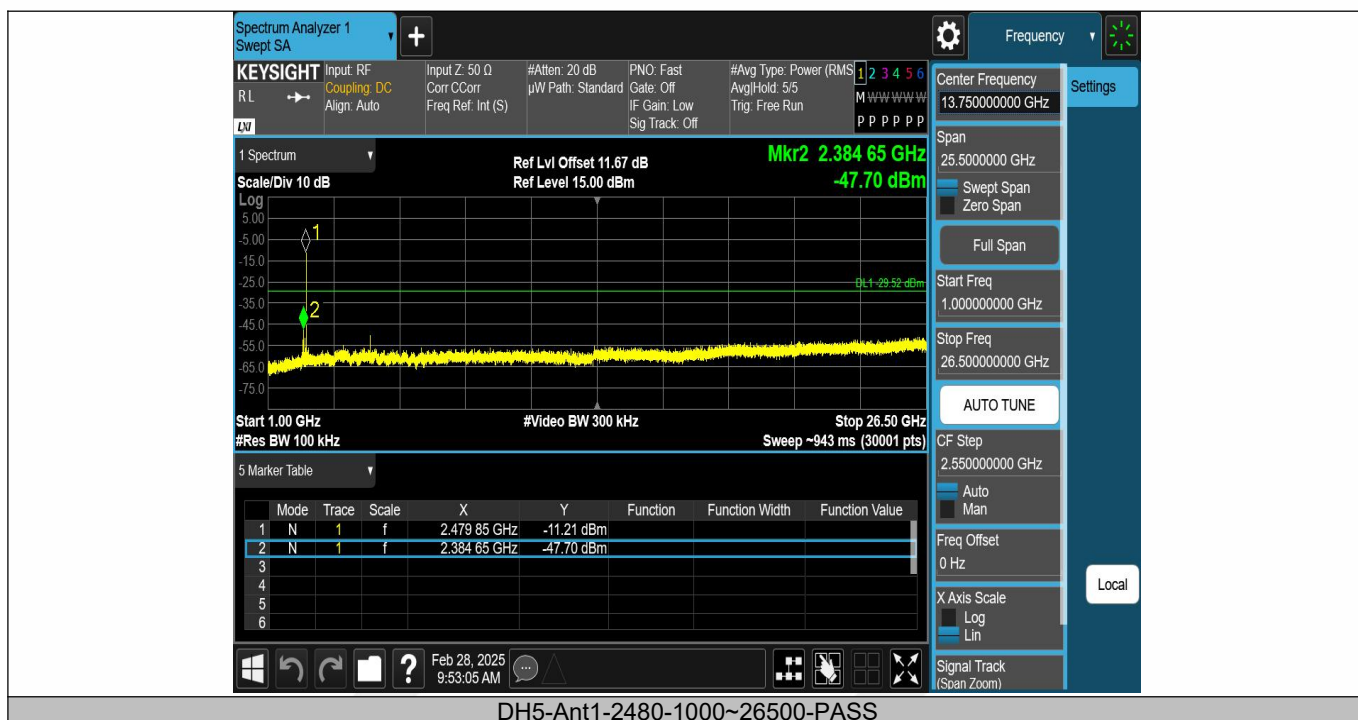 Spectrum Analyzer 1
Swept SA
+
Frequency
KEYSIGHT
RL
LXI
Input: RF
Coupling: DC
Align: Auto
Input Z: 50 Ω
Corr CCorr
Freq Ref: Int (S)
#Atten: 20 dB
µW Path: Standard
PNO: Fast
Gate: Off
IF Gain: Low
Sig Track: Off
#Avg Type: Power (RMS
Avg|Hold: 5/5
Trig: Free Run
1 2 3 4 5 6
M W W W W W
P P P P P P
1 Spectrum
Scale/Div 10 dB
Ref Lvl Offset 11.67 dB
Ref Level 15.00 dBm
Mkr2 2.384 65 GHz
-47.70 dBm
Log
5.00
-5.00
-15.0
-25.0
-35.0
-45.0
-55.0
-65.0
-75.0
1
2
DL1 -29.52 dBm
Start 1.00 GHz
#Video BW 300 kHz
Stop 26.50 GHz
#Res BW 100 kHz
Sweep ~943 ms (30001 pts)
5 Marker Table
Mode Trace Scale X Y Function Function Width Function Value
1 N 1 f 2.479 85 GHz -11.21 dBm
2 N 1 f 2.384 65 GHz -47.70 dBm
3
4
5
6
?
Feb 28, 2025
9:53:05 AM
Center Frequency
13.750000000 GHz
Settings
Span
25.5000000 GHz
Swept Span
Zero Span
Full Span
Start Freq
1.000000000 GHz
Stop Freq
26.500000000 GHz
AUTO TUNE
CF Step
2.550000000 GHz
Auto
Man
Freq Offset
0 Hz
X Axis Scale
Log
Lin
Signal Track
(Span Zoom)
Local
DH5-Ant1-2480-1000~26500-PASS